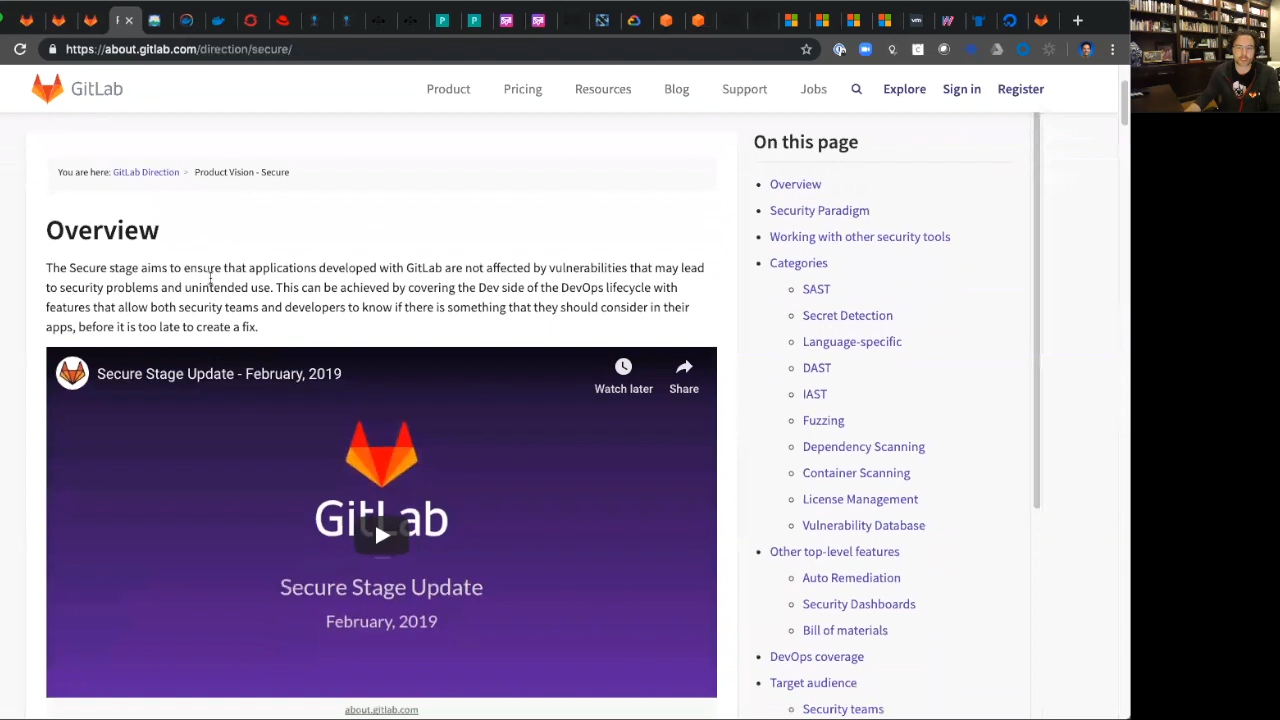 https://about.gitlab.com/direction/secure/
GitLab
Product
Pricing
Resources
Blog
Support
Jobs
Explore
Sign in
Register
You are here: GitLab Direction > Product Vision - Secure
Overview
The Secure stage aims to ensure that applications developed with GitLab are not affected by vulnerabilities that may lead
to security problems and unintended use. This can be achieved by covering the Dev side of the DevOps lifecycle with
features that allow both security teams and developers to know if there is something that they should consider in their
apps, before it is too late to create a fix.
Secure Stage Update - February, 2019
Watch later
Share
GitLab
Secure Stage Update
February, 2019
about.gitlab.com
On this page
Overview
Security Paradigm
Working with other security tools
Categories
SAST
Secret Detection
Language-specific
DAST
IAST
Fuzzing
Dependency Scanning
Container Scanning
License Management
Vulnerability Database
Other top-level features
Auto Remediation
Security Dashboards
Bill of materials
DevOps coverage
Target audience
Security teams